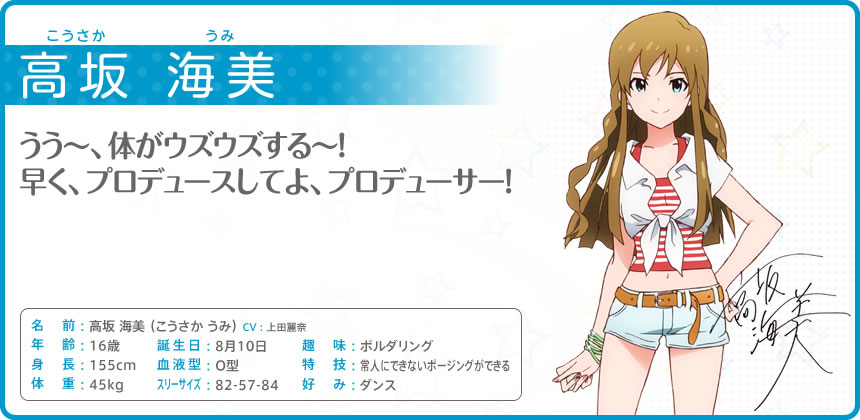 こうさか うみ
高坂 海美
うう～、体がウズウズする～!
早く、プロデュースしてよ、プロデューサー!
名 前：高坂 海美（こうさか うみ） CV：上田麗奈
年 齢：16歳 誕生日：8月10日 趣 味：ボルダリング
身 長：155cm 血液型：O型 特 技：常人にできないポージングができる
体 重：45kg スリーサイズ：82-57-84 好 み：ダンス
高坂
海美